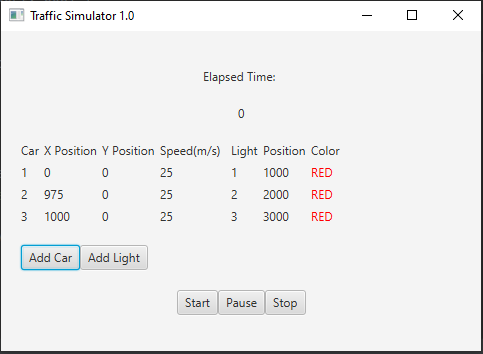 Traffic Simulator 1.0
Elapsed Time:
0
Car X Position Y Position Speed(m/s) Light Position Color
1 0 0 25 1 1000 RED
2 975 0 25 2 2000 RED
3 1000 0 25 3 3000 RED
Add Car Add Light
Start Pause Stop